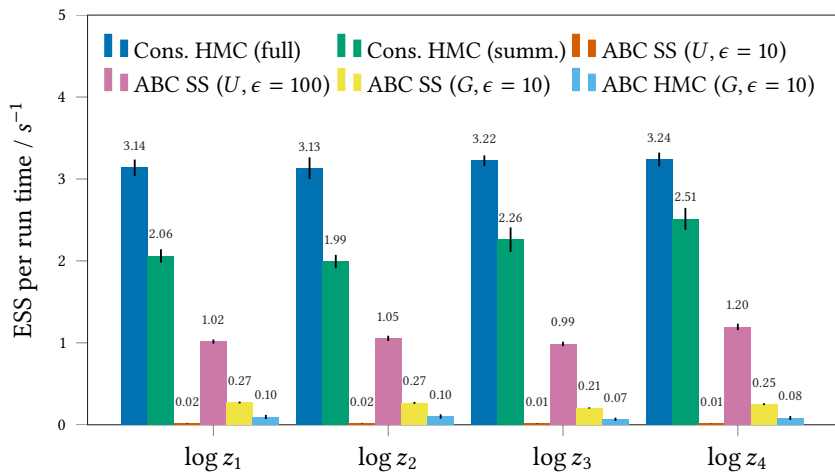 5
4
3
2
1
0
ESS per run time / s⁻¹
Cons. HMC (full) Cons. HMC (summ.) ABC SS (U, ϵ = 10)
ABC SS (U, ϵ = 100) ABC SS (G, ϵ = 10) ABC HMC (G, ϵ = 10)
3.14 2.06 0.02 1.02 0.27 0.10
3.13 1.99 0.02 1.05 0.27 0.10
3.22 2.26 0.01 0.99 0.21 0.07
3.24 2.51 0.01 1.20 0.25 0.08
log z₁ log z₂ log z₃ log z₄